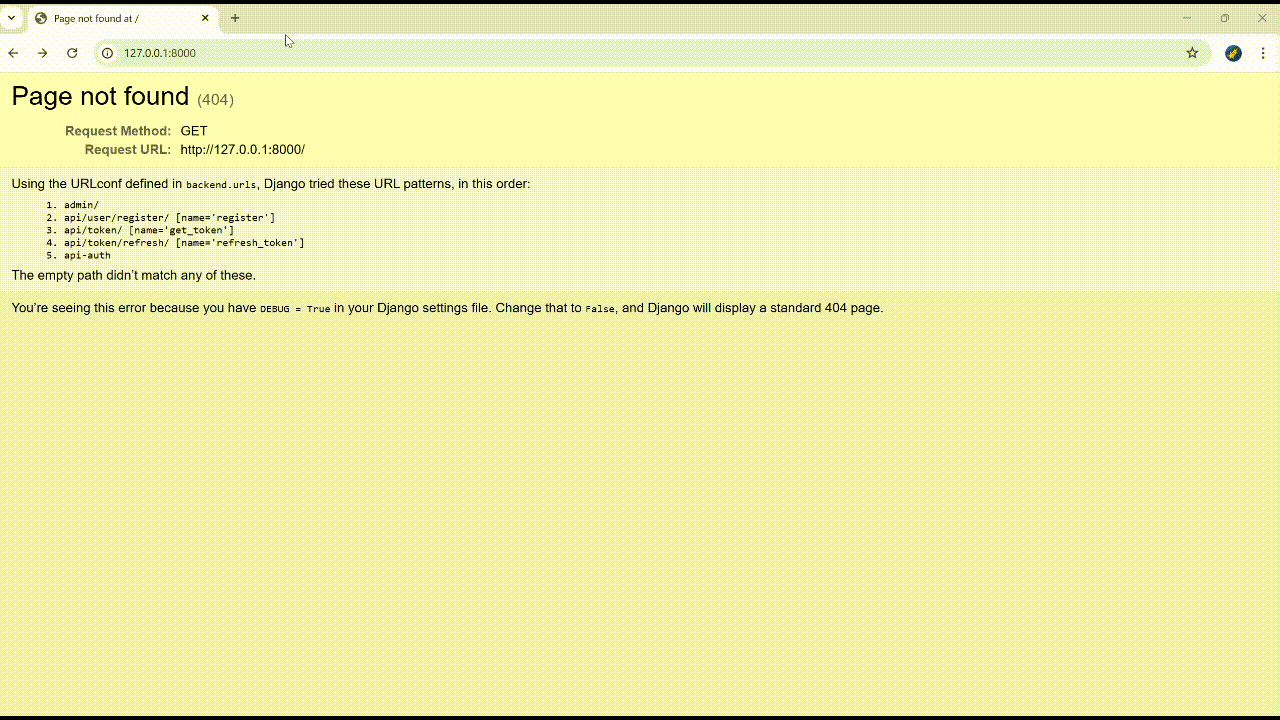 Page not found at /
127.0.0.1:8000
Page not found (404)
Request Method: GET
Request URL: http://127.0.0.1:8000/
Using the URLconf defined in backend.urls, Django tried these URL patterns, in this order:
1. admin/
2. api/user/register/ [name='register']
3. api/token/ [name='get_token']
4. api/token/refresh/ [name='refresh_token']
5. api-auth
The empty path didn’t match any of these.
You’re seeing this error because you have DEBUG = True in your Django settings file. Change that to False, and Django will display a standard 404 page.